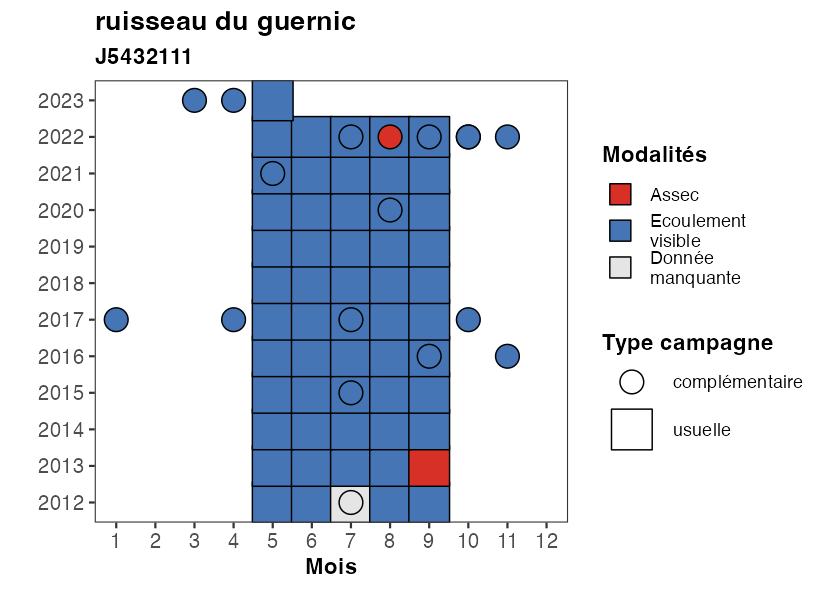 ruisseau du guernic
J5432111
2023
2022
2021
2020
2019
2018
2017
2016
2015
2014
2013
2012
1 2 3 4 5 6 7 8 9 10 11 12
Mois
Modalités
Assec
Ecoulement
visible
Donnée
manquante
Type campagne
complémentaire
usuelle